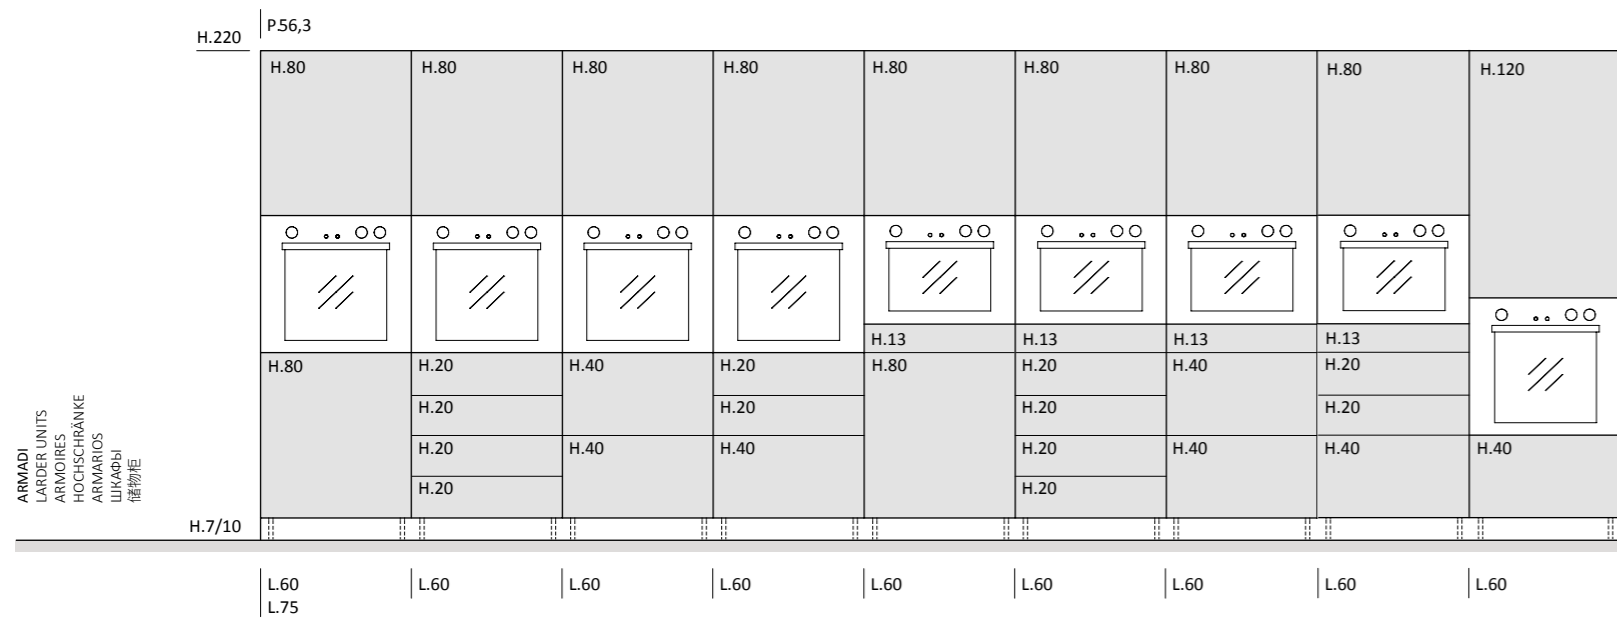 P.56,3
H.220
H.80 H.80 H.80 H.80 H.80 H.80 H.80 H.80 H.120
H.13 H.13 H.13 H.13
H.80 H.20 H.40 H.20 H.80 H.20 H.40 H.20
H.20 H.20 H.20 H.20
H.20 H.40 H.40 H.20 H.40 H.40 H.40
H.20 H.20
H.7/10
ARMADI
LARDER UNITS
ARMOIRES
HOCHSCHRÄNKE
ARMARIOS
ШКАФЫ
储物柜
L.60 L.60 L.60 L.60 L.60 L.60 L.60 L.60 L.60
L.75